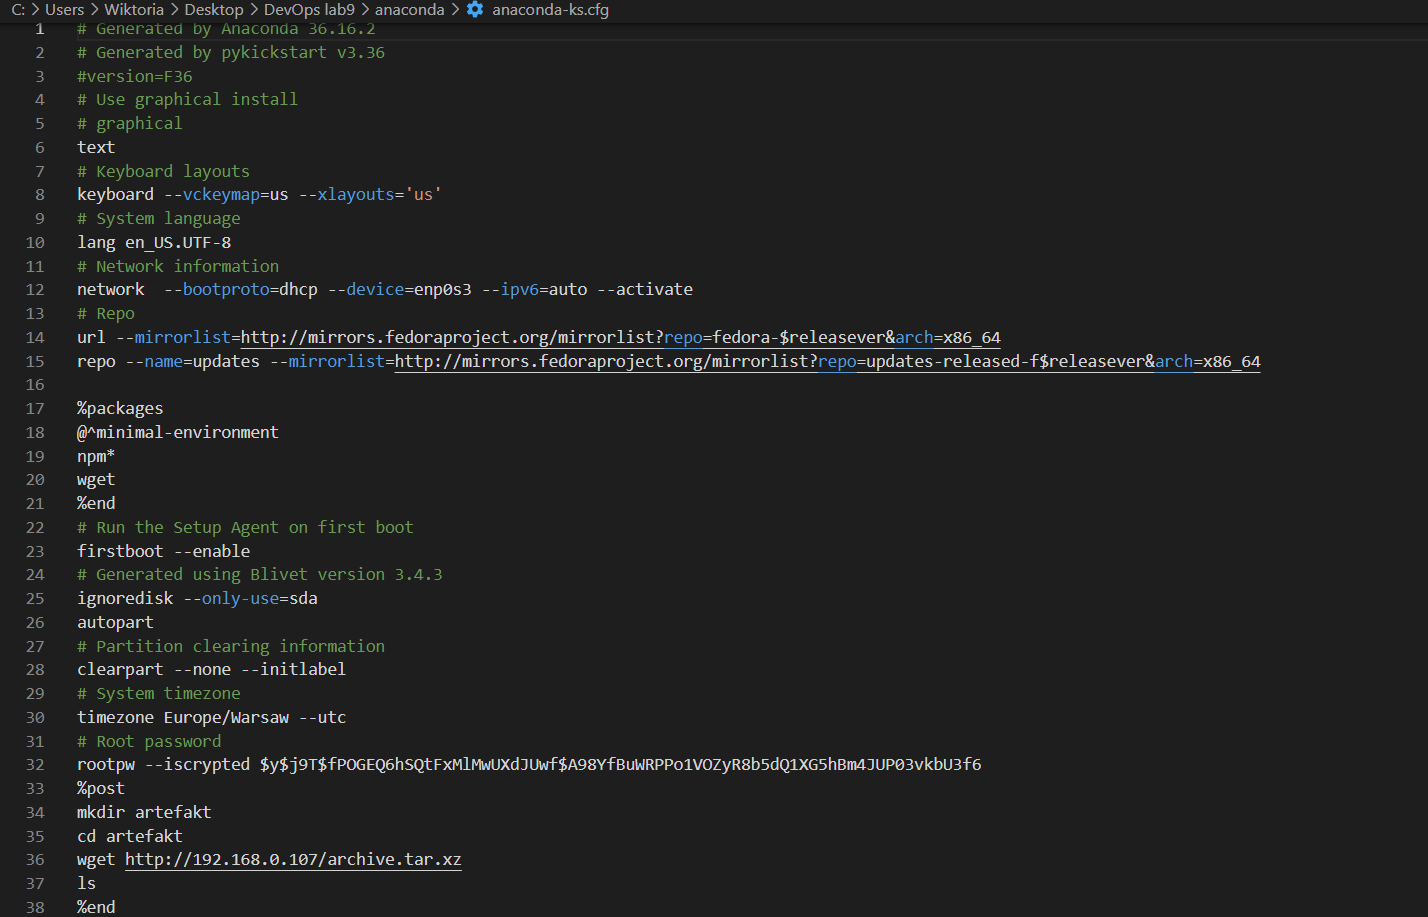 C: > Users > Wiktoria > Desktop > DevOps lab9 > anaconda > anaconda-ks.cfg
1 # Generated by Anaconda 36.16.2
2 # Generated by pykickstart v3.36
3 #version=F36
4 # Use graphical install
5 # graphical
6 text
7 # Keyboard layouts
8 keyboard --vckeymap=us --xlayouts='us'
9 # System language
10 lang en_US.UTF-8
11 # Network information
12 network  --bootproto=dhcp --device=enp0s3 --ipv6=auto --activate
13 # Repo
14 url --mirrorlist=http://mirrors.fedoraproject.org/mirrorlist?repo=fedora-$releasever&arch=x86_64
15 repo --name=updates --mirrorlist=http://mirrors.fedoraproject.org/mirrorlist?repo=updates-released-f$releasever&arch=x86_64
16
17 %packages
18 @^minimal-environment
19 npm*
20 wget
21 %end
22 # Run the Setup Agent on first boot
23 firstboot --enable
24 # Generated using Blivet version 3.4.3
25 ignoredisk --only-use=sda
26 autopart
27 # Partition clearing information
28 clearpart --none --initlabel
29 # System timezone
30 timezone Europe/Warsaw --utc
31 # Root password
32 rootpw --iscrypted $y$j9T$fPOGEQ6hSQtFxMlMwUXdJUwf$A98YfBuWRPPo1VOZyR8b5dQ1XG5hBm4JUP03vkbU3f6
33 %post
34 mkdir artefakt
35 cd artefakt
36 wget http://192.168.0.107/archive.tar.xz
37 ls
38 %end